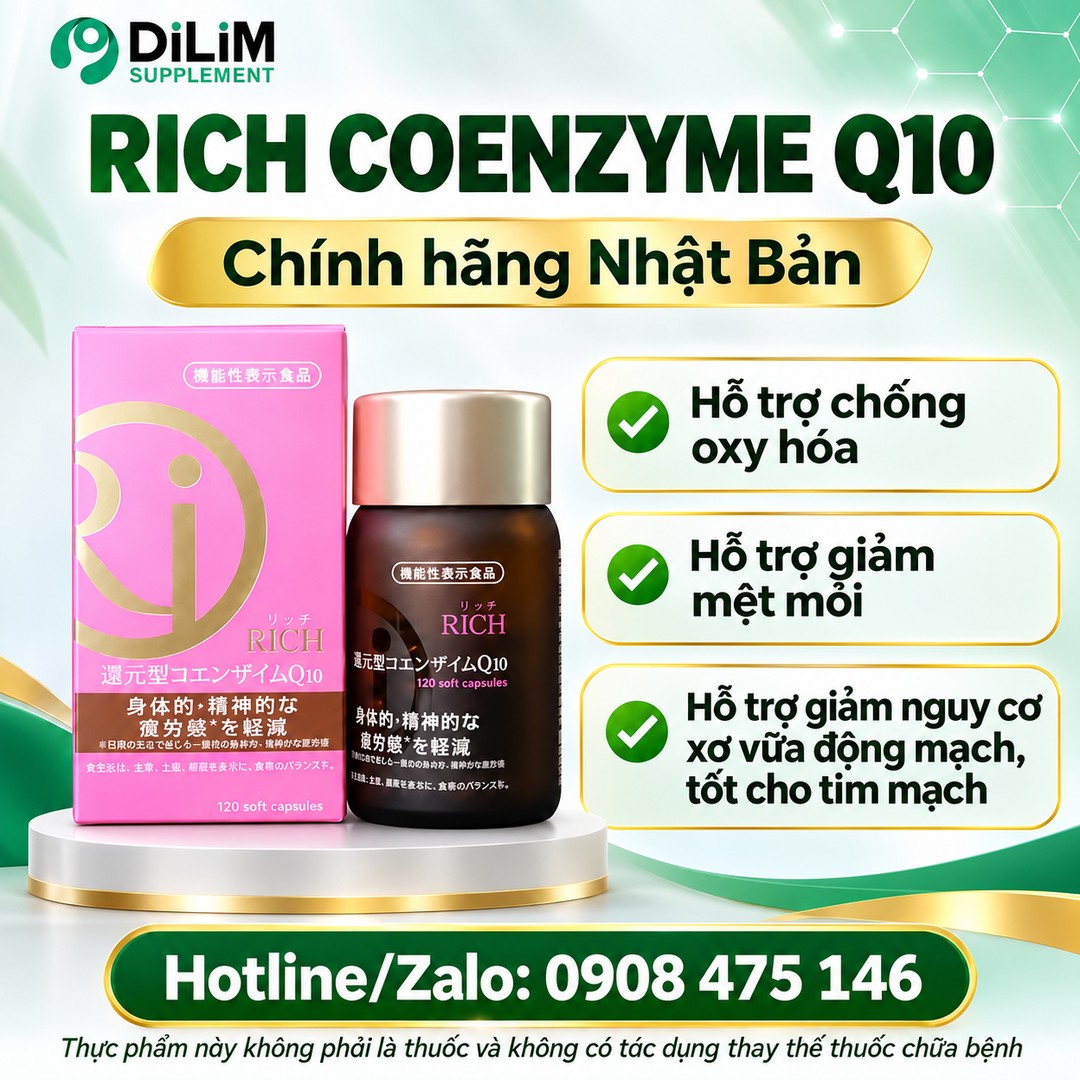 DiLiM
SUPPLEMENT
RICH COENZYME Q10
Chính hãng Nhật Bản
機能性表示食品
Ri
リッチ
RICH
還元型コエンザイムQ10
身体的,精神的な
を軽減
120 soft capsules
機能性表示食品
リッチ
RICH
還元型コエンザイムQ10
120 soft capsules
身体的,精神的な
を軽減
Hỗ trợ chống
oxy hóa
Hỗ trợ giảm
mệt mỏi
Hỗ trợ giảm nguy cơ
xơ vữa động mạch,
tốt cho tim mạch
Hotline/Zalo: 0908 475 146
Thực phẩm này không phải là thuốc và không có tác dụng thay thế thuốc chữa bệnh